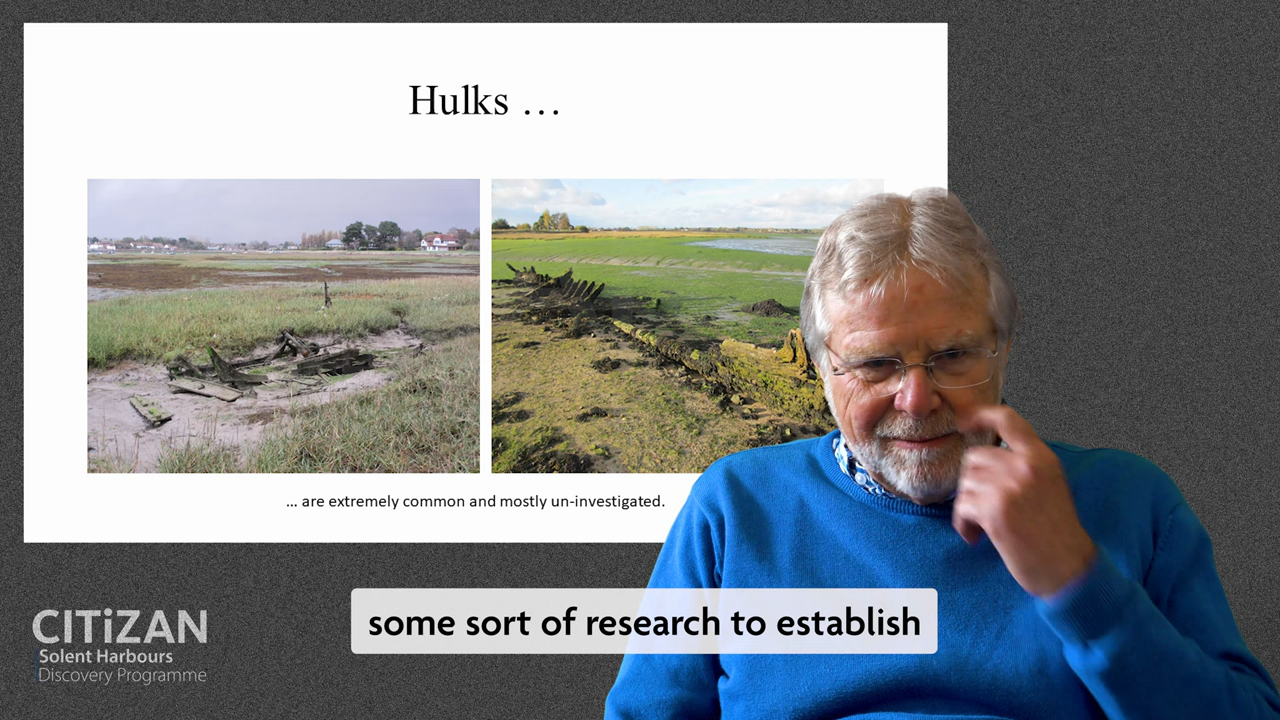 Hulks …
… are extremely common and mostly un-investigated.
some sort of research to establish
CITiZAN
Solent Harbours
Discovery Programme